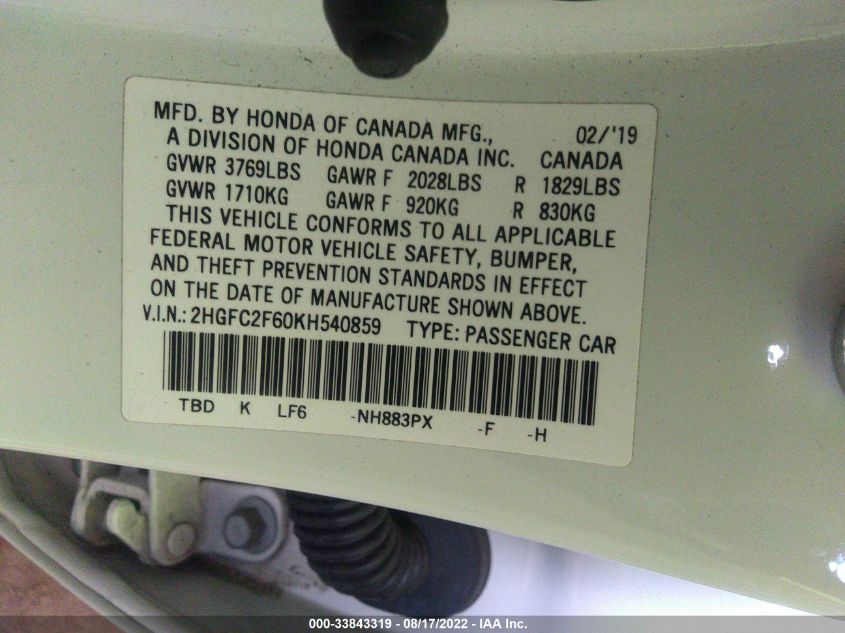 MFD. BY HONDA OF CANADA MFG., 02/'19
A DIVISION OF HONDA CANADA INC. CANADA
GVWR 3769LBS GAWR F 2028LBS R 1829LBS
GVWR 1710KG GAWR F 920KG R 830KG
THIS VEHICLE CONFORMS TO ALL APPLICABLE
FEDERAL MOTOR VEHICLE SAFETY, BUMPER,
AND THEFT PREVENTION STANDARDS IN EFFECT
ON THE DATE OF MANUFACTURE SHOWN ABOVE.
V.I.N.: 2HGFC2F60KH540859 TYPE: PASSENGER CAR
TBD K LF6 -NH883PX -F -H
000-33843319 - 08/17/2022 - IAA Inc.